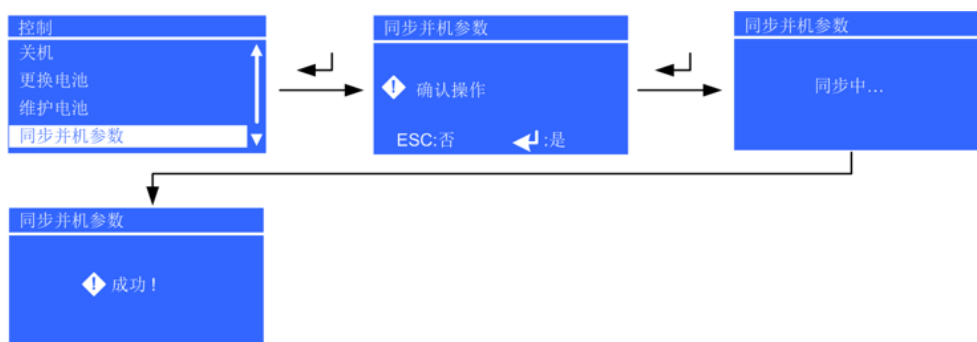 控制
关机
更换电池
维护电池
同步并机参数
同步并机参数
确认操作
ESC:否 :是
同步并机参数
同步中...
同步并机参数
成功！